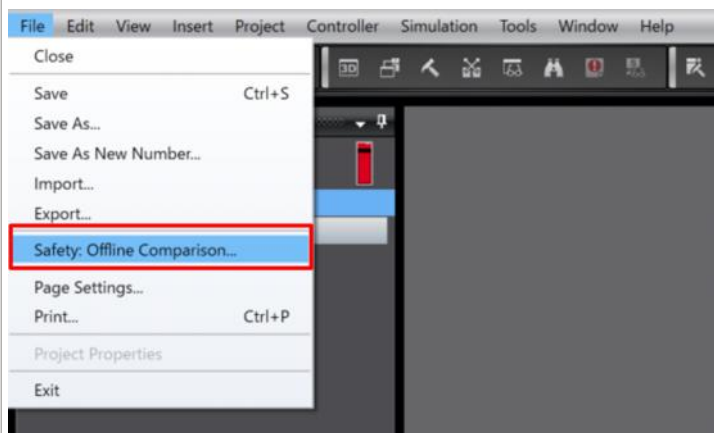 File Edit View Insert Project Controller Simulation Tools Window Help
Close
Save Ctrl+S
Save As...
Save As New Number...
Import...
Export...
Safety: Offline Comparison...
Page Settings...
Print... Ctrl+P
Project Properties
Exit
3D